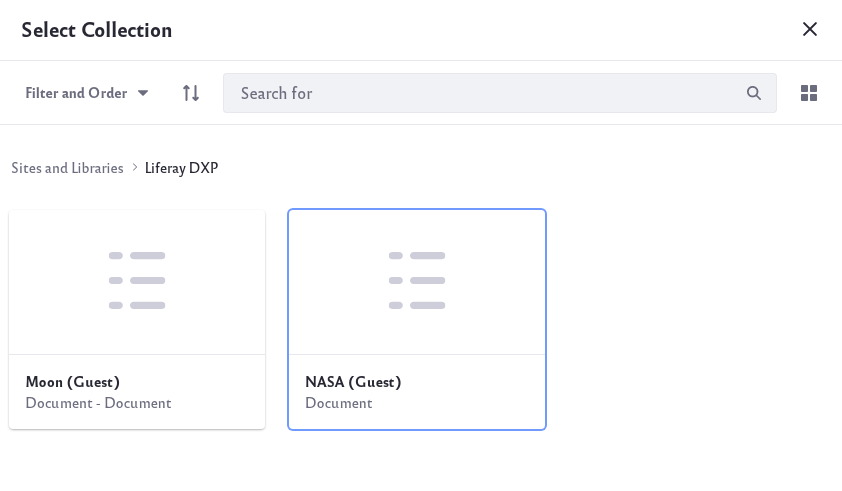 Select Collection
Filter and Order
Search for
Sites and Libraries
Liferay DXP
Moon (Guest)
Document - Document
NASA (Guest)
Document